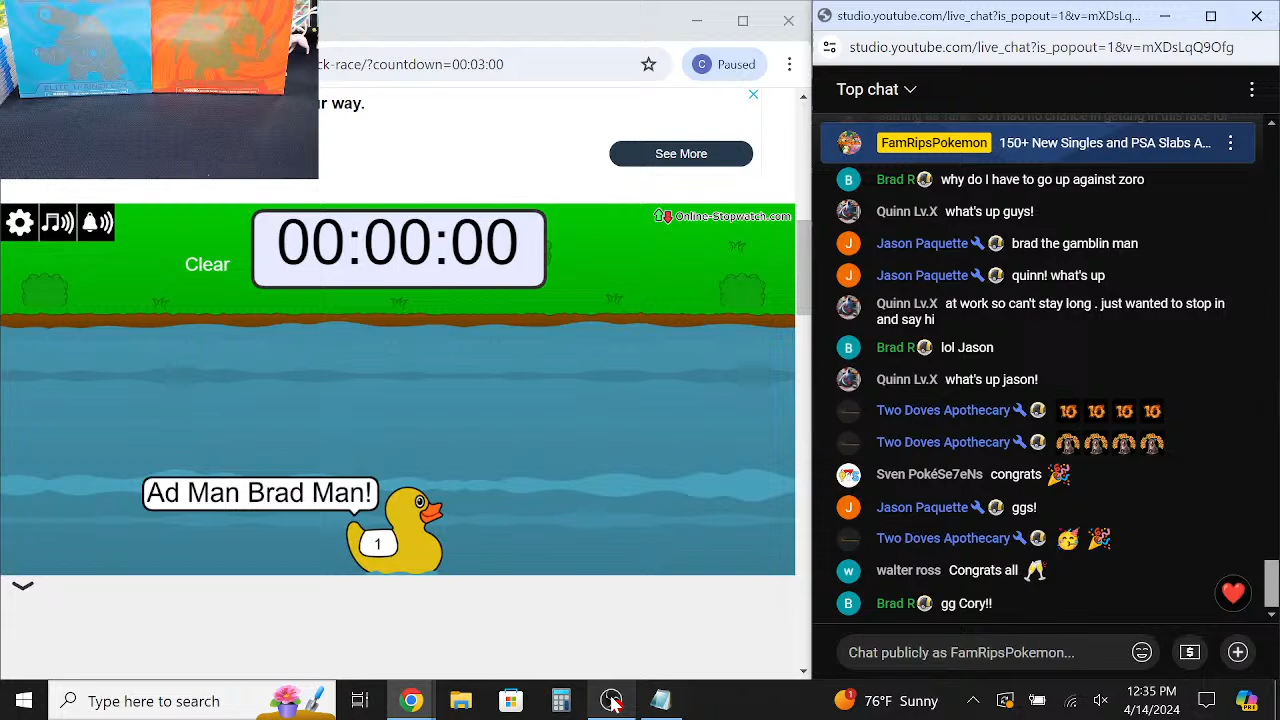 studio.youtube.com/live_chat?is_popout=1&v=mXDsLq...
ck-race/?countdown=00:03:00
C
Paused
studio.youtube.com/live_chat?is_popout=1&v=mXDsLqQ9Ofg
ELITE TRAINER
r way.
See More
Top chat
FamRipsPokemon 150+ New Singles and PSA Slabs A...
B Brad R why do I have to go up against zoro
Quinn Lv.X what's up guys!
J Jason Paquette brad the gamblin man
J Jason Paquette quinn! what's up
Quinn Lv.X at work so can't stay long . just wanted to stop in
and say hi
B Brad R lol Jason
Quinn Lv.X what's up jason!
Two Doves Apothecary
Two Doves Apothecary
Sven PokéSe7eNs congrats
J Jason Paquette ggs!
Two Doves Apothecary
w walter ross Congrats all
B Brad R gg Cory!!
Chat publicly as FamRipsPokemon...
00:00:00
Online-Stopwatch.com
Clear
Ad Man Brad Man!
1
Type here to search
1
76°F Sunny
12:35 PM
4/14/2024
PRE